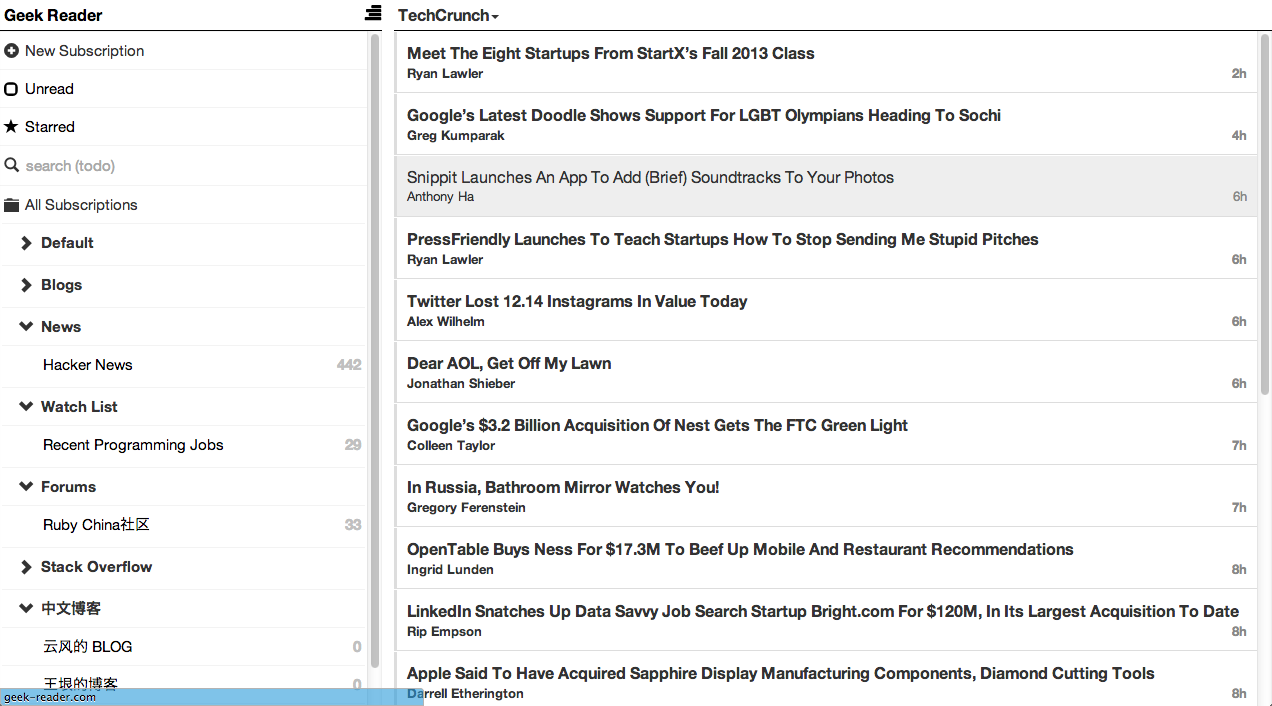 Geek Reader
New Subscription
Unread
Starred
search (todo)
All Subscriptions
Default
Blogs
News
Hacker News 442
Watch List
Recent Programming Jobs 29
Forums
Ruby China社区 33
Stack Overflow
中文博客
云风的 BLOG 0
王垠的博客 0
geek-reader.com
TechCrunch
Meet The Eight Startups From StartX’s Fall 2013 Class
Ryan Lawler 2h
Google’s Latest Doodle Shows Support For LGBT Olympians Heading To Sochi
Greg Kumparak 4h
Snippit Launches An App To Add (Brief) Soundtracks To Your Photos
Anthony Ha 6h
PressFriendly Launches To Teach Startups How To Stop Sending Me Stupid Pitches
Ryan Lawler 6h
Twitter Lost 12.14 Instagrams In Value Today
Alex Wilhelm 6h
Dear AOL, Get Off My Lawn
Jonathan Shieber 6h
Google’s $3.2 Billion Acquisition Of Nest Gets The FTC Green Light
Colleen Taylor 7h
In Russia, Bathroom Mirror Watches You!
Gregory Ferenstein 7h
OpenTable Buys Ness For $17.3M To Beef Up Mobile And Restaurant Recommendations
Ingrid Lunden 8h
LinkedIn Snatches Up Data Savvy Job Search Startup Bright.com For $120M, In Its Largest Acquisition To Date
Rip Empson 8h
Apple Said To Have Acquired Sapphire Display Manufacturing Components, Diamond Cutting Tools
Darrell Etherington 8h